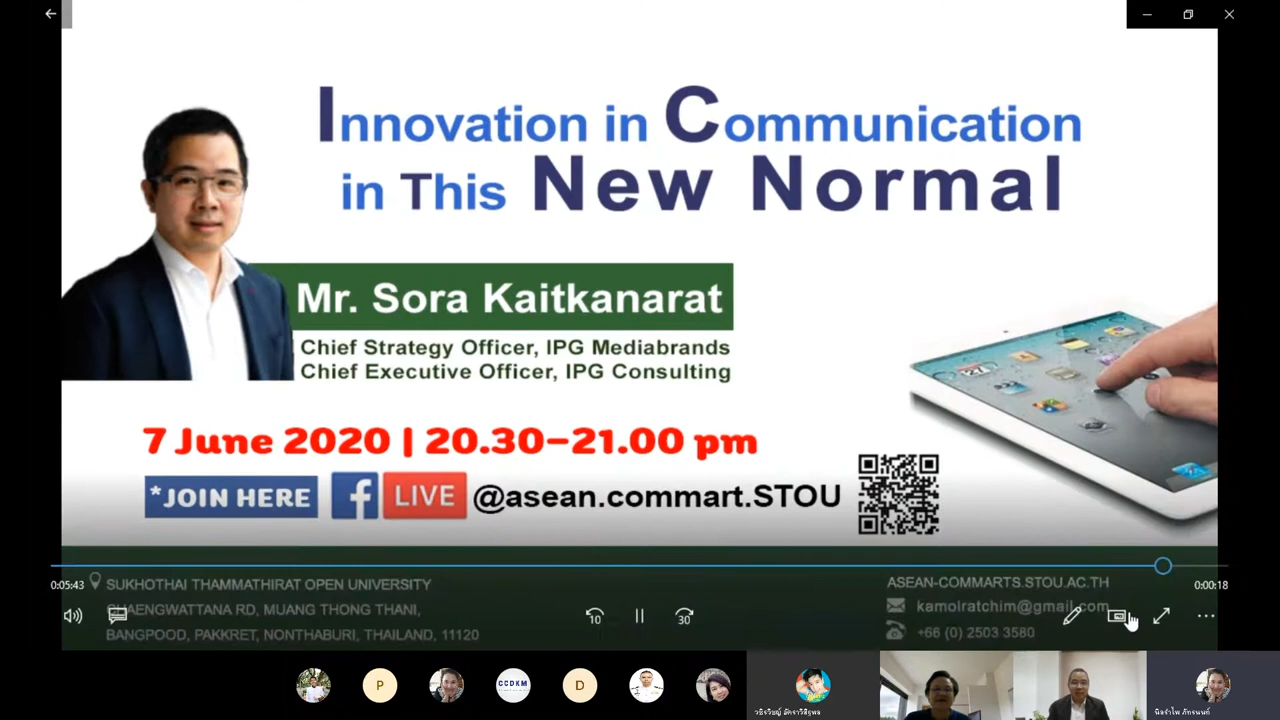 Innovation in Communication
in This New Normal
Mr. Sora Kaitkanarat
Chief Strategy Officer, IPG Mediabrands
Chief Executive Officer, IPG Consulting
7 June 2020 | 20.30–21.00 pm
*JOIN HERE f LIVE @asean.commart.STOU
0:05:43
0:00:18
SUKHOTHAI THAMMATHIRAT OPEN UNIVERSITY
CHAENGWATTANA RD, MUANG THONG THANI,
BANGPOOD, PAKKRET, NONTHABURI, THAILAND, 11120
ASEAN-COMMARTS.STOU.AC.TH
kamolratchim@gmail.com
+66 (0) 2503 3580
10
30
P
CCDKM
D